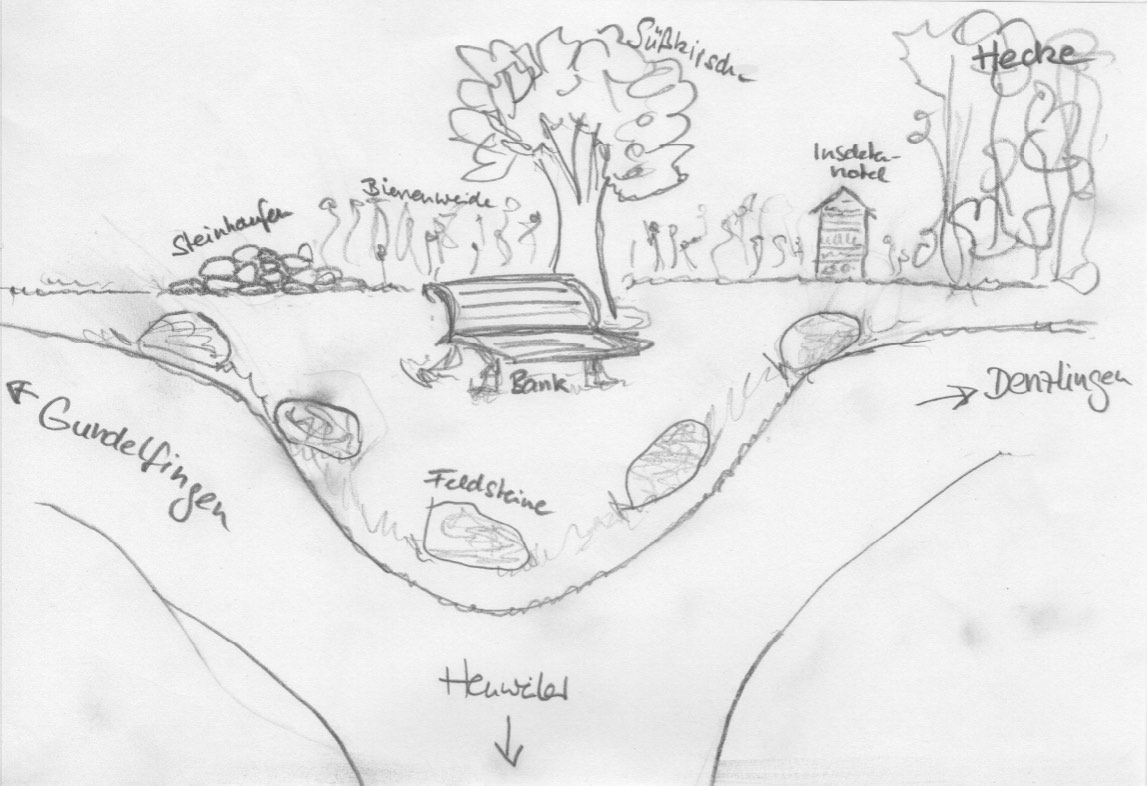 Süßkirsche
Hecke
Insekten-
hotel
Bienenweide
Steinhaufen
Bank
Denzlingen
Gundelfingen
Feldsteine
Heuweiler